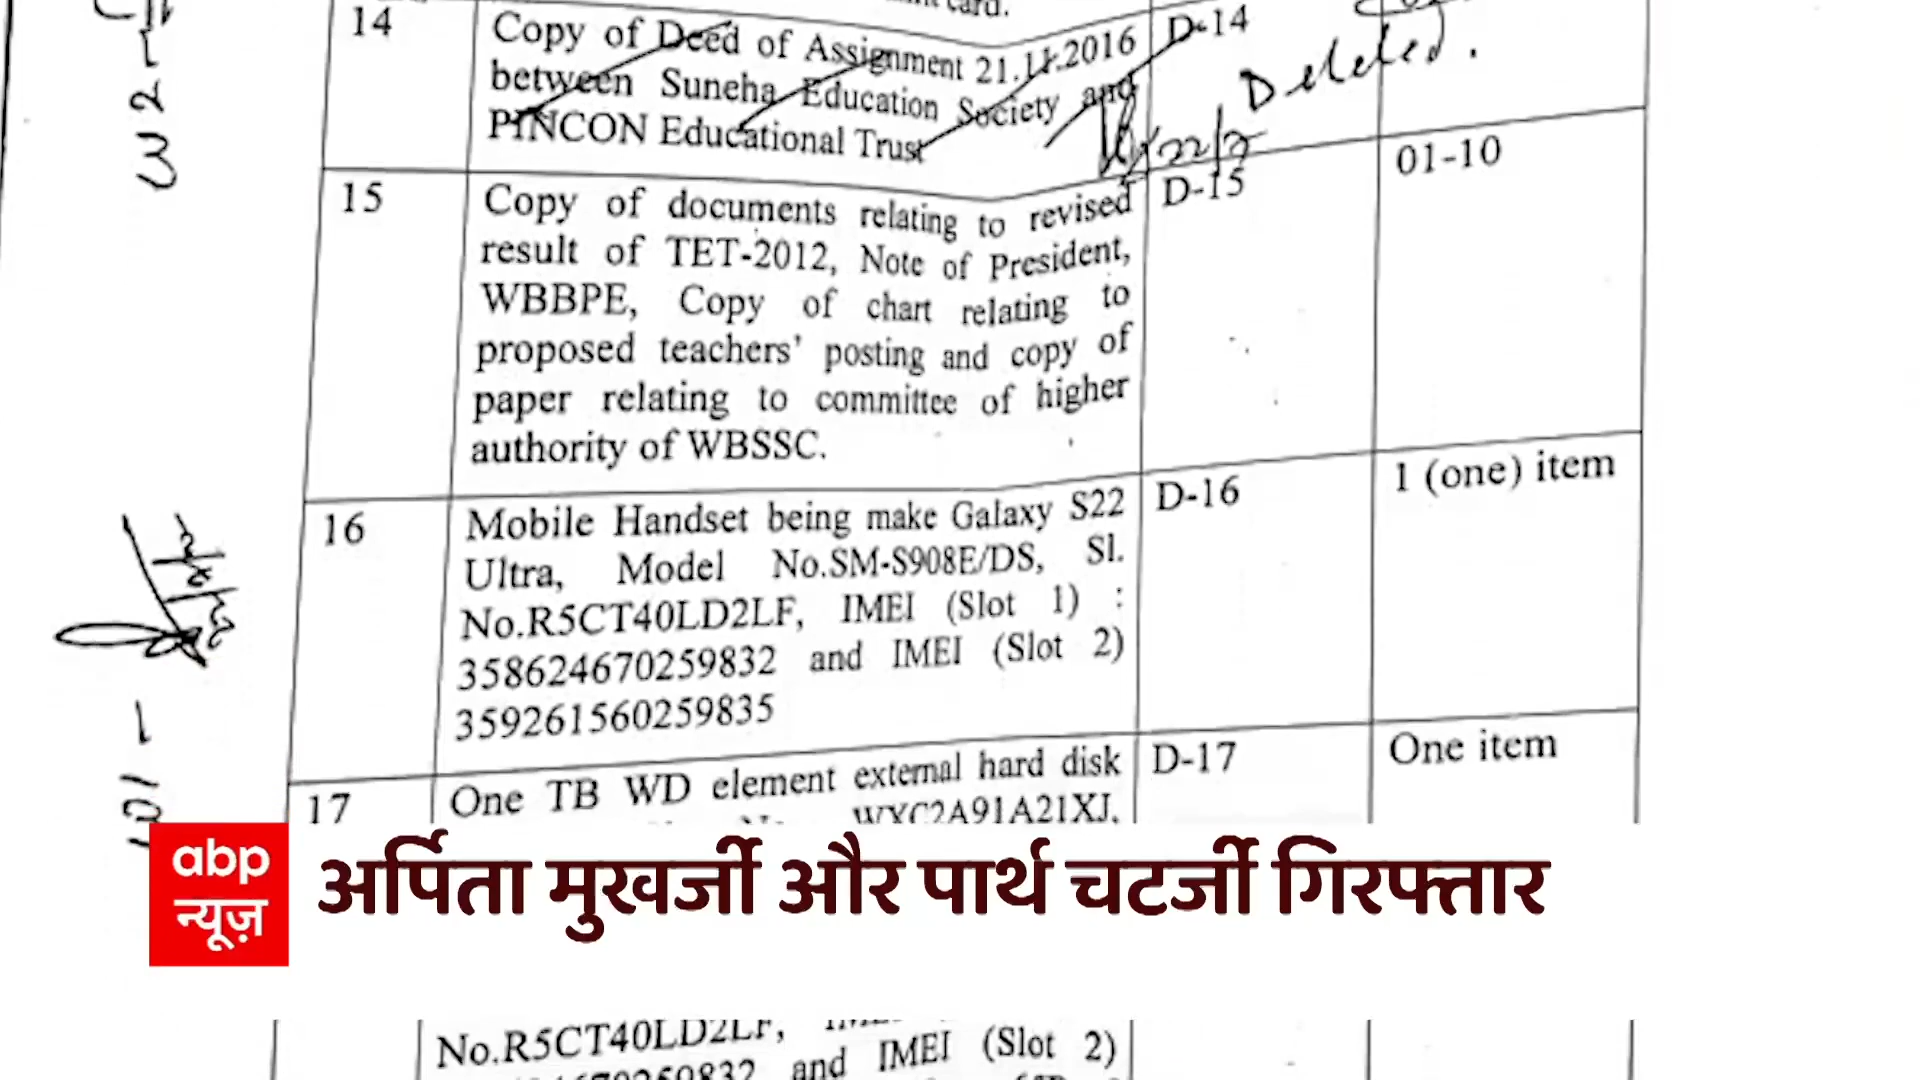 card.
14
Copy of Deed of Assignment 21.11.2016
D-14
Deleted.
between Suneha Education Society and
PINCON Educational Trust
15
Copy of documents relating to revised
D-15
01-10
result of TET-2012, Note of President,
WBBPE, Copy of chart relating to
proposed teachers' posting and copy of
paper relating to committee of higher
authority of WBSSC.
16
Mobile Handset being make Galaxy S22
D-16
1 (one) item
Ultra, Model No.SM-S908E/DS, Sl.
No.R5CT40LD2LF, IMEI (Slot 1) :
358624670259832 and IMEI (Slot 2)
359261560259835
17
One TB WD element external hard disk
D-17
One item
WXC2A91A21XJ,
abp
न्यूज़
अर्पिता मुखर्जी और पार्थ चटर्जी गिरफ्तार
No.R5CT40LD2LF,
and IMEI (Slot 2)